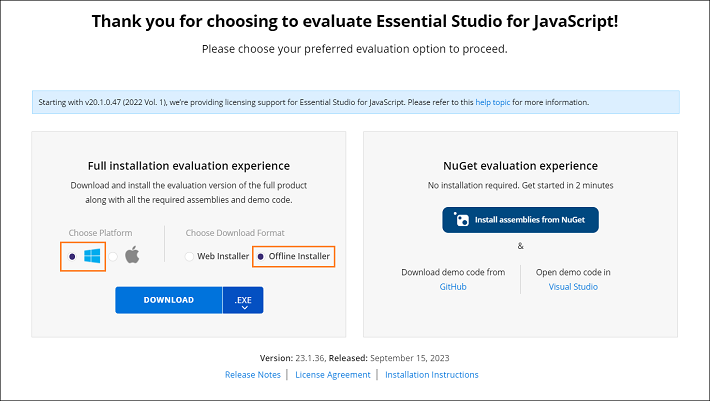 Thank you for choosing to evaluate Essential Studio for JavaScript!
Please choose your preferred evaluation option to proceed.
Starting with v20.1.0.47 (2022 Vol. 1), we're providing licensing support for Essential Studio for JavaScript. Please refer to this help topic for more information.
Full installation evaluation experience
Download and install the evaluation version of the full product
along with all the required assemblies and demo code.
Choose Platform
Choose Download Format
Web Installer
Offline Installer
DOWNLOAD
.EXE
NuGet evaluation experience
No installation required. Get started in 2 minutes
Install assemblies from NuGet
&
Download demo code from
GitHub
Open demo code in
Visual Studio
Version: 23.1.36, Released: September 15, 2023
Release Notes | License Agreement | Installation Instructions